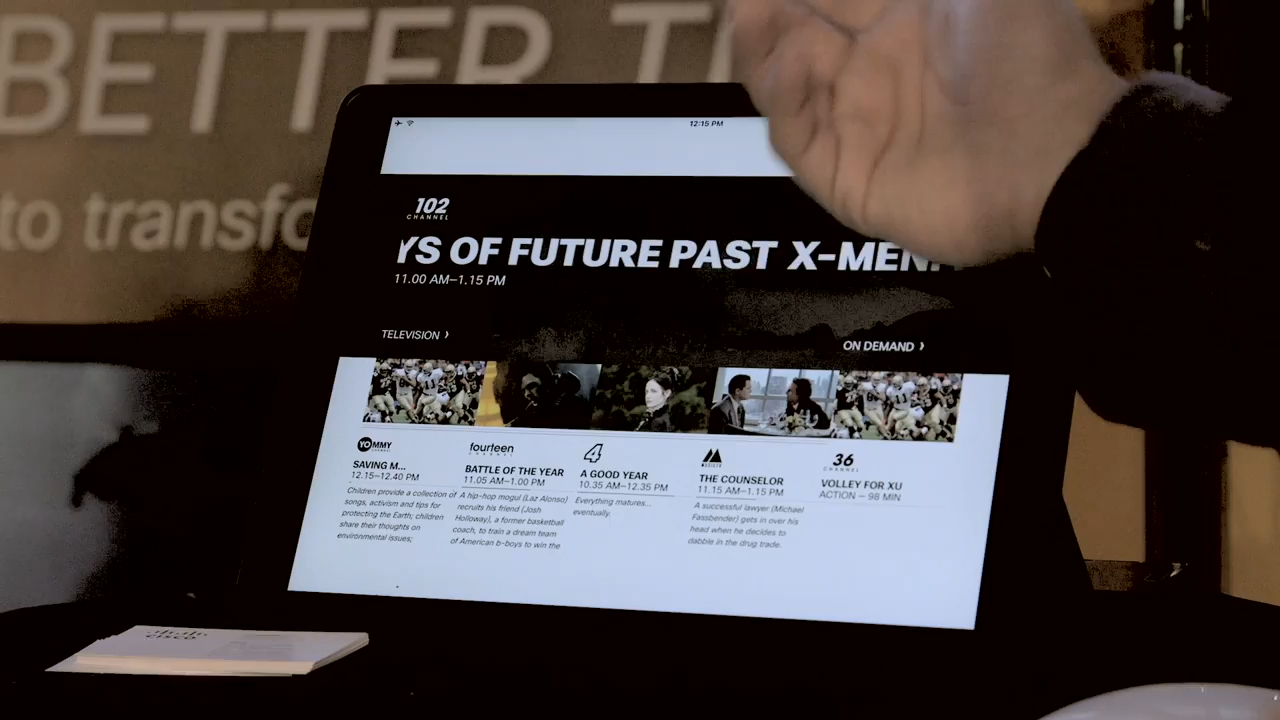 BETTER
to transfo
12:15 PM
102
CHANNEL
YS OF FUTURE PAST X-MEN:
11.00 AM–1.15 PM
TELEVISION ›
ON DEMAND ›
YOMMY
CHANNEL
SAVING M...
12.15–12.40 PM
Children provide a collection of
songs, activism and tips for
protecting the Earth; children
share their thoughts on
environmental issues;
fourteen
CHANNEL
BATTLE OF THE YEAR
11.05 AM–1.00 PM
A hip-hop mogul (Laz Alonso)
recruits his friend (Josh
Holloway), a former basketball
coach, to train a dream team
of American b-boys to win the
4
A GOOD YEAR
10.35 AM–12.35 PM
Everything matures...
eventually.
THE COUNSELOR
11.15 AM–1.15 PM
A successful lawyer (Michael
Fassbender) gets in over his
head when he decides to
dabble in the drug trade.
36
CHANNEL
VOLLEY FOR XU
ACTION – 98 MIN
cisco